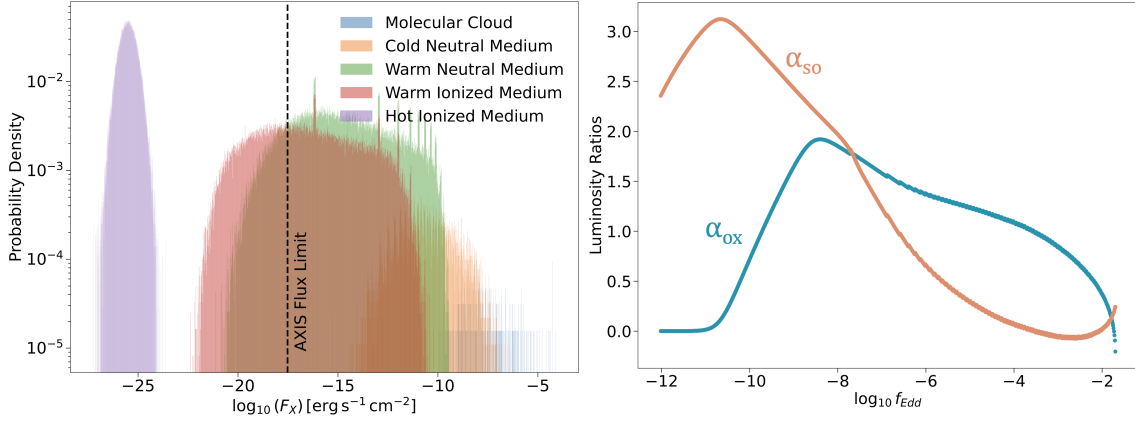 Molecular Cloud
Cold Neutral Medium
Warm Neutral Medium
Warm Ionized Medium
Hot Ionized Medium
Probability Density
10⁻²
10⁻³
10⁻⁴
10⁻⁵
AXIS Flux Limit
−25
−20
−15
−10
−5
log₁₀ (F_X) [erg s⁻¹ cm⁻²]
Luminosity Ratios
3.0
2.5
2.0
1.5
1.0
0.5
0.0
α_so
α_ox
−12
−10
−8
−6
−4
−2
log₁₀ f_Edd